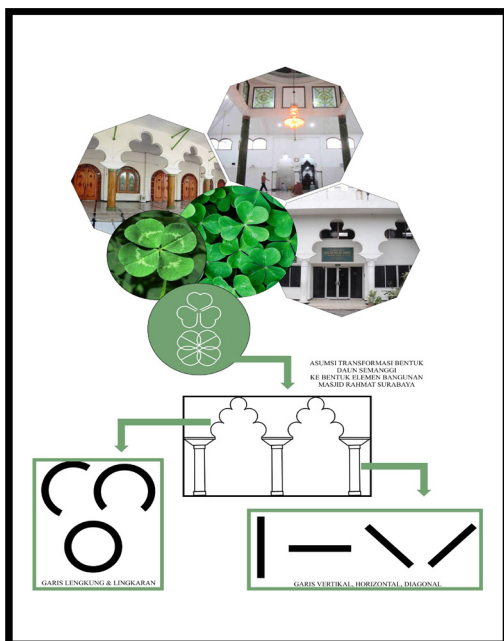 ASUMSI TRANSFORMASI BENTUK
DAUN SEMANGGI
KE BENTUK ELEMEN BANGUNAN
MASJID RAHMAT SURABAYA
GARIS LENGKUNG & LINGKARAN
GARIS VERTIKAL, HORIZONTAL, DIAGONAL